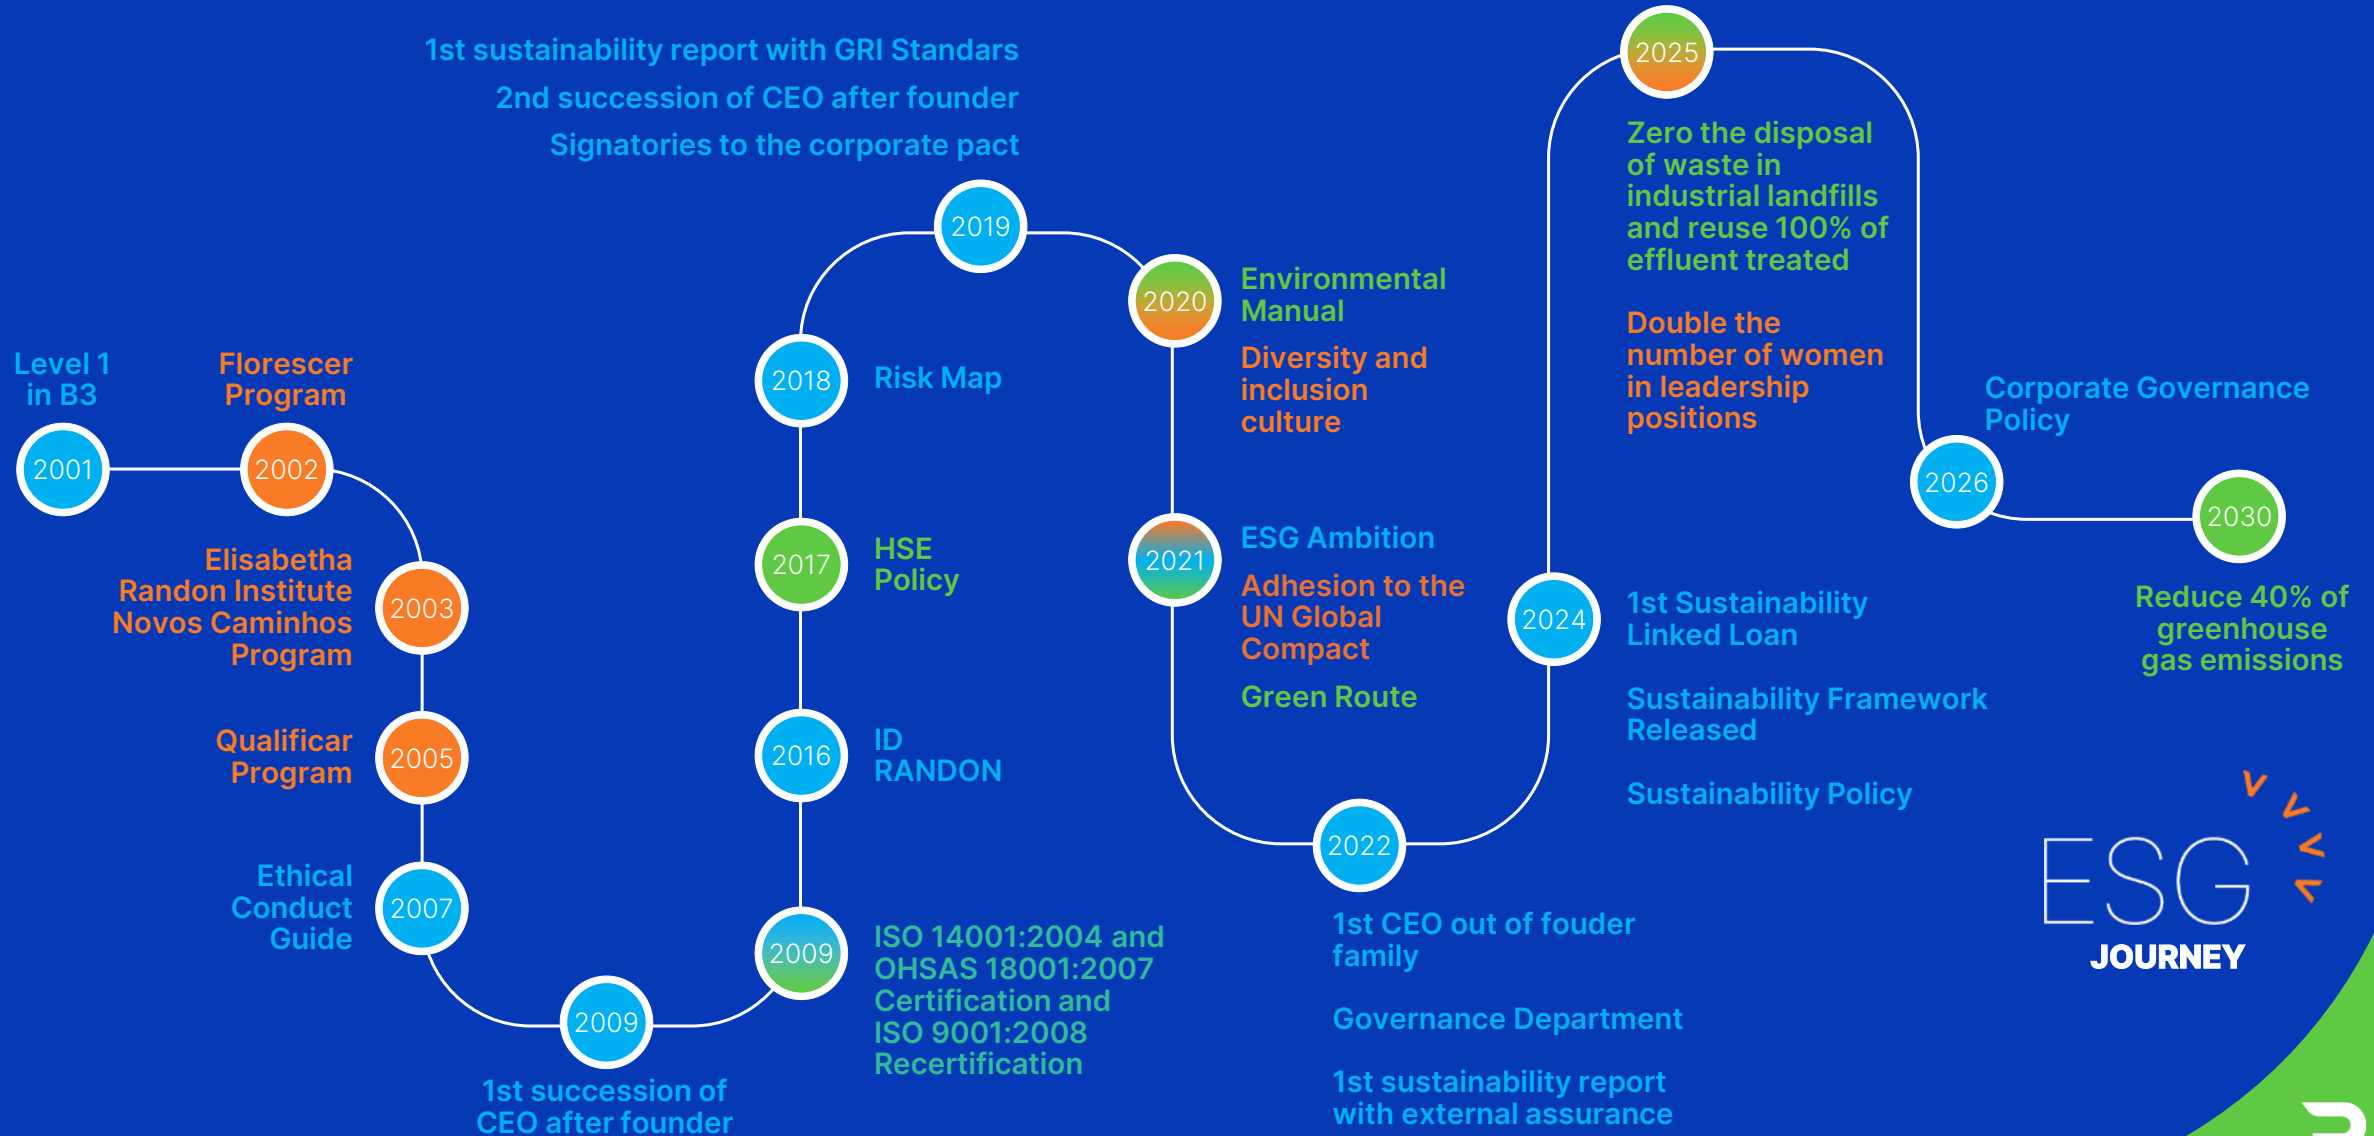 2001
Level 1
in B3
2002
Florescer
Program
2003
Elisabetha
Randon Institute
Novos Caminhos
Program
2005
Qualificar
Program
2007
Ethical
Conduct
Guide
2009
1st succession of
CEO after founder
2009
ISO 14001:2004 and
OHSAS 18001:2007
Certification and
ISO 9001:2008
Recertification
2016
ID
RANDON
2017
HSE
Policy
2018
Risk Map
1st sustainability report with GRI Standars
2nd succession of CEO after founder
Signatories to the corporate pact
2019
2020
Environmental
Manual
Diversity and
inclusion
culture
2021
ESG Ambition
Adhesion to the
UN Global
Compact
Green Route
2022
1st CEO out of fouder
family
Governance Department
1st sustainability report
with external assurance
2024
1st Sustainability
Linked Loan
Sustainability Framework
Released
Sustainability Policy
2025
Zero the disposal
of waste in
industrial landfills
and reuse 100% of
effluent treated
Double the
number of women
in leadership
positions
Corporate Governance
Policy
2026
2030
Reduce 40% of
greenhouse
gas emissions
ESG
JOURNEY